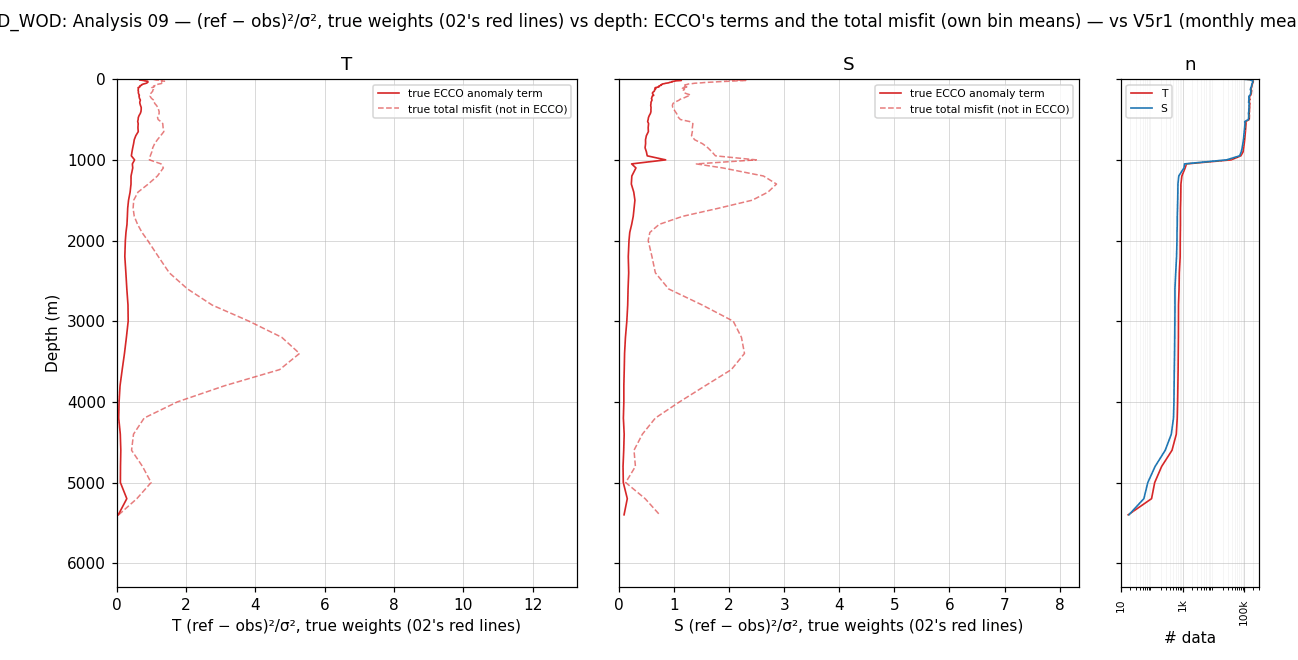 D_WOD: Analysis 09 — (ref − obs)²/σ², true weights (02's red lines) vs depth: ECCO's terms and the total misfit (own bin means) — vs V5r1 (monthly mea
T
S
n
true ECCO anomaly term
true total misfit (not in ECCO)
true ECCO anomaly term
true total misfit (not in ECCO)
T
S
0
1000
2000
3000
4000
5000
6000
Depth (m)
0 2 4 6 8 10 12
0 1 2 3 4 5 6 7 8
10 1k 100k
T (ref − obs)²/σ², true weights (02's red lines)
S (ref − obs)²/σ², true weights (02's red lines)
# data